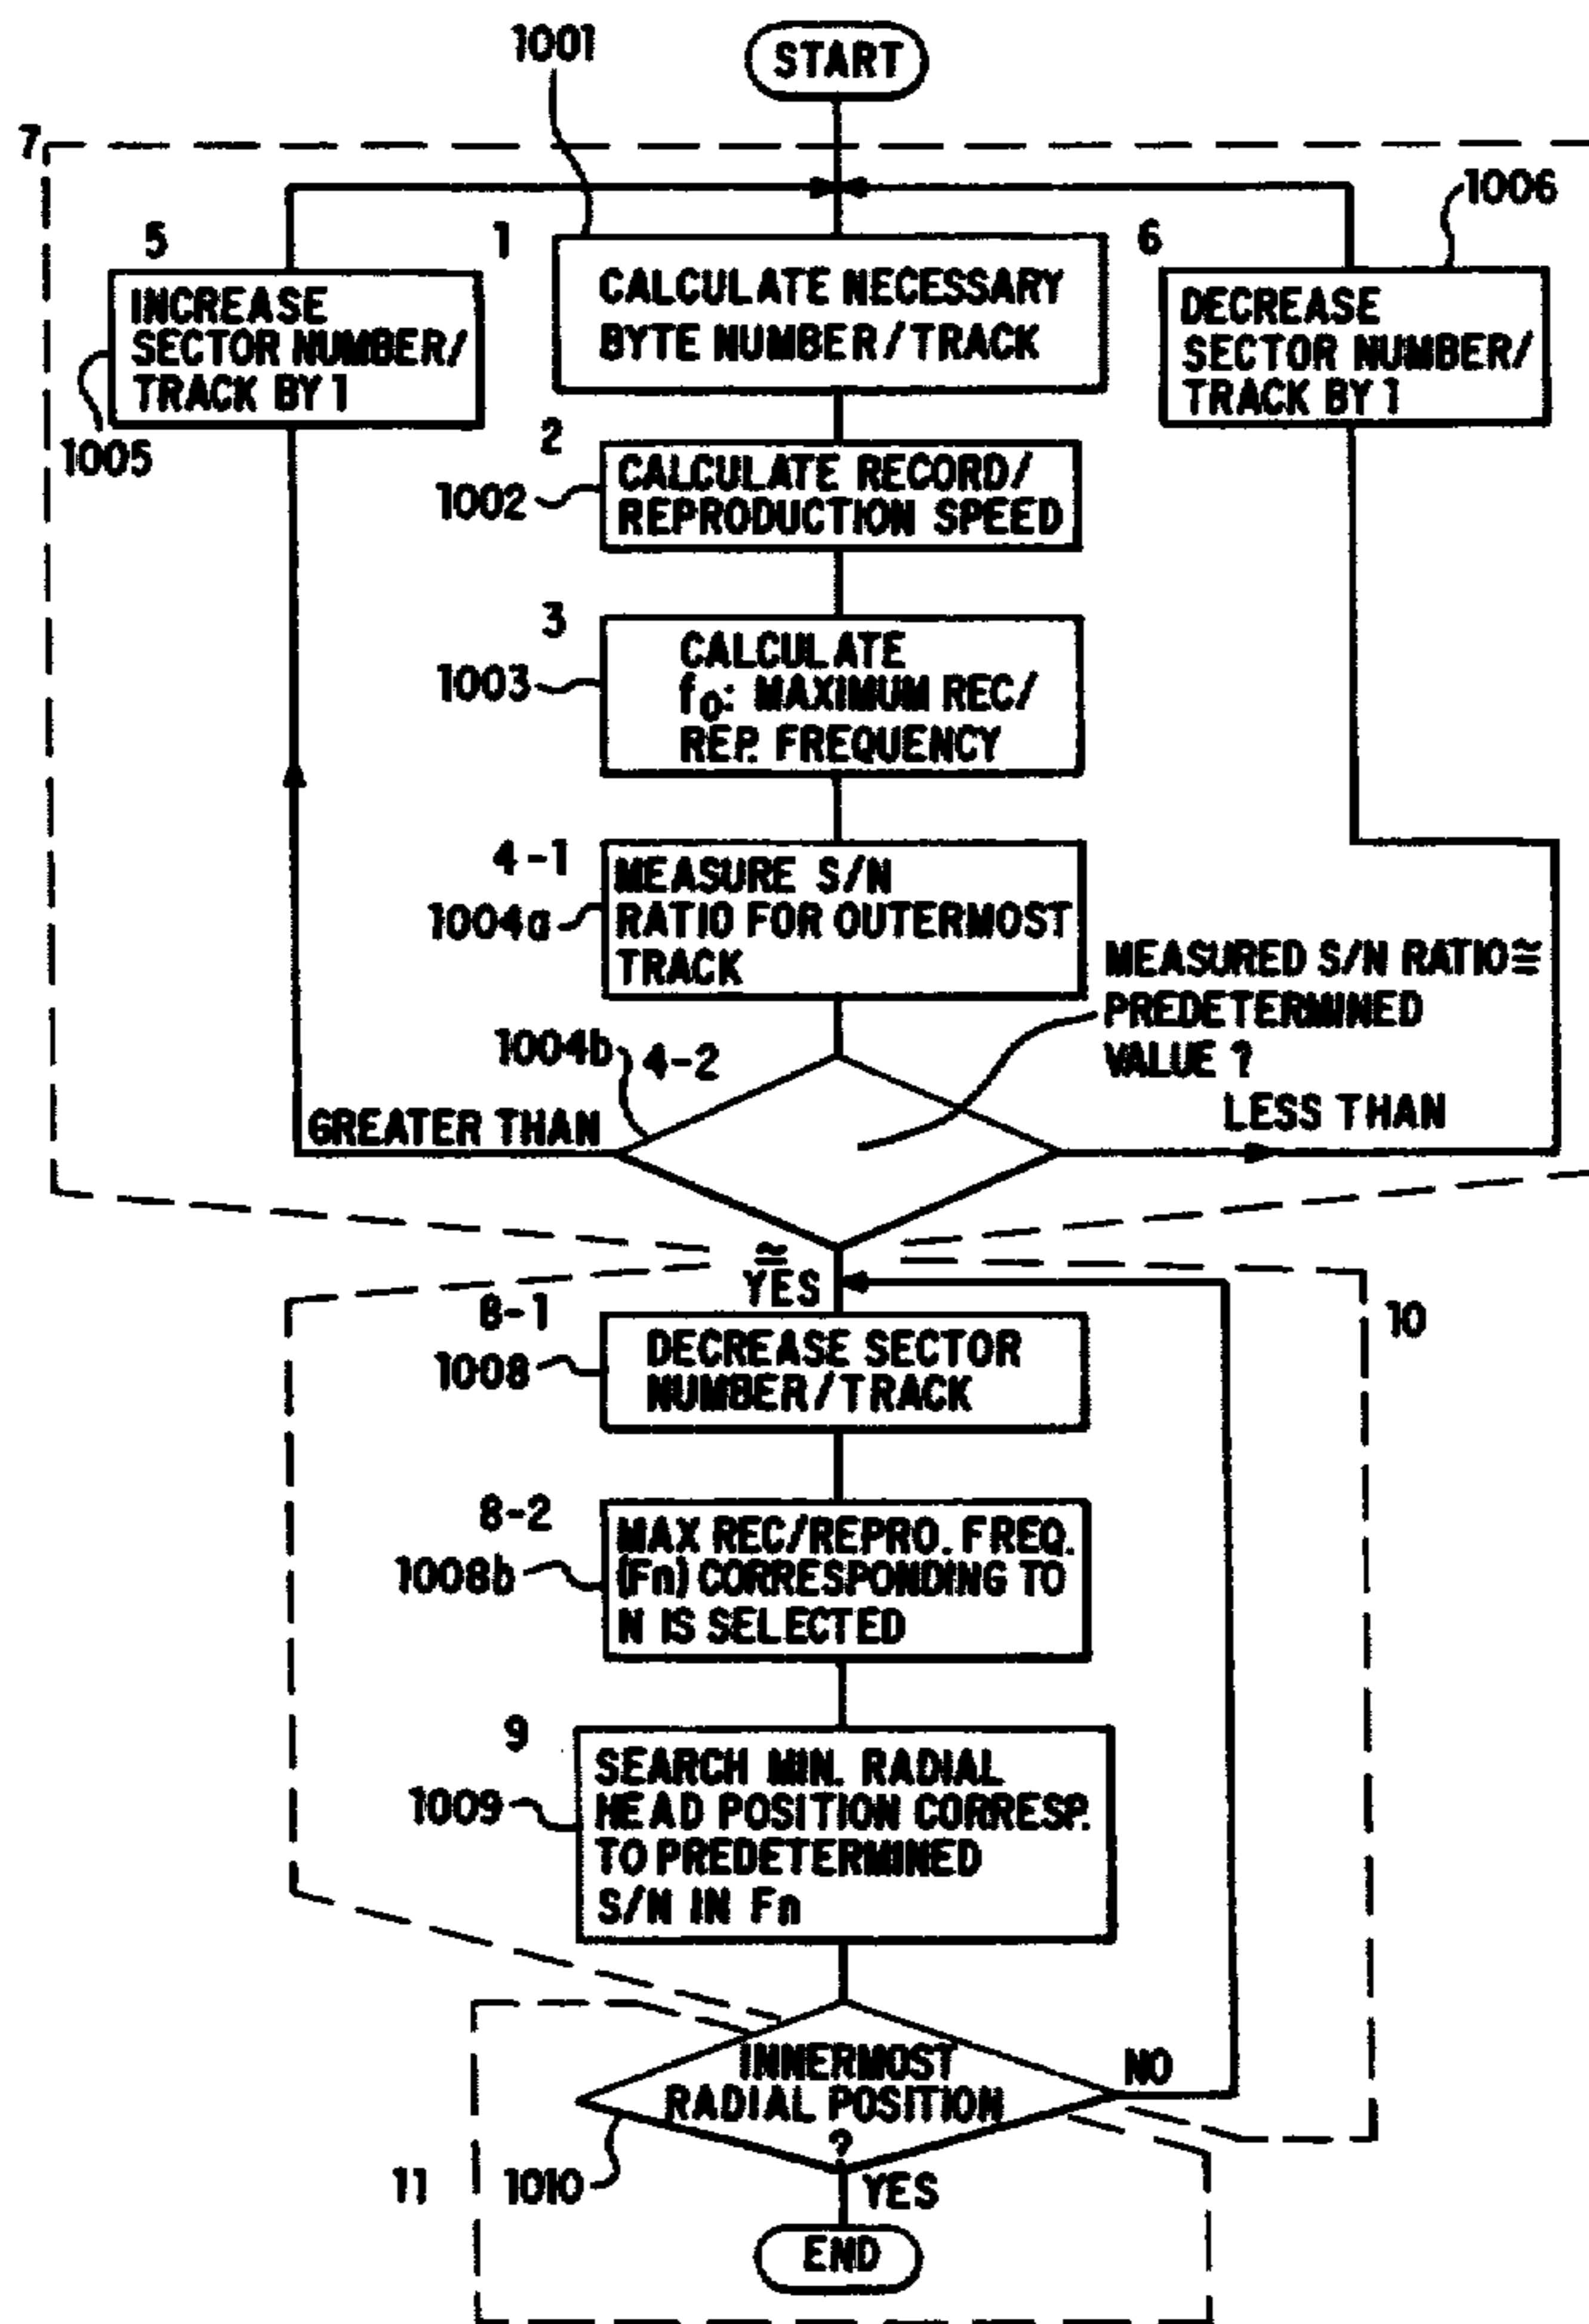 1001
START
7
1006
5
1
6
INCREASE
SECTOR NUMBER/
TRACK BY 1
1005
CALCULATE NECESSARY
BYTE NUMBER/TRACK
DECREASE
SECTOR NUMBER/
TRACK BY 1
2
1002
CALCULATE RECORD/
REPRODUCTION SPEED
3
1003
CALCULATE
fo: MAXIMUM REC/
REP. FREQUENCY
4-1
1004a
MEASURE S/N
RATIO FOR OUTERMOST
TRACK
MEASURED S/N RATIO≅
PREDETERMINED
VALUE ?
1004b
4-2
GREATER THAN
LESS THAN
≅
YES
10
8-1
1008
DECREASE SECTOR
NUMBER/TRACK
8-2
1008b
MAX REC/REPRO. FREQ.
(Fn) CORRESPONDING TO
N IS SELECTED
9
1009
SEARCH MIN. RADIAL
HEAD POSITION CORRESP.
TO PREDETERMINED
S/N IN Fn
INNERMOST
RADIAL POSITION
?
NO
11
1010
YES
END